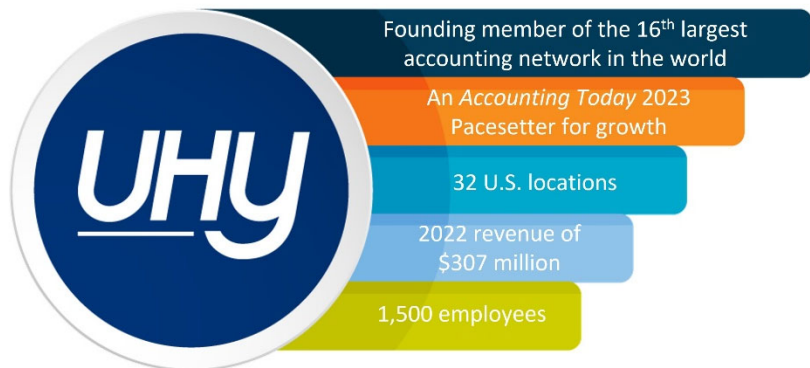 Founding member of the 16th largest
accounting network in the world
An Accounting Today 2023
Pacesetter for growth
UHY
32 U.S. locations
2022 revenue of
$307 million
1,500 employees